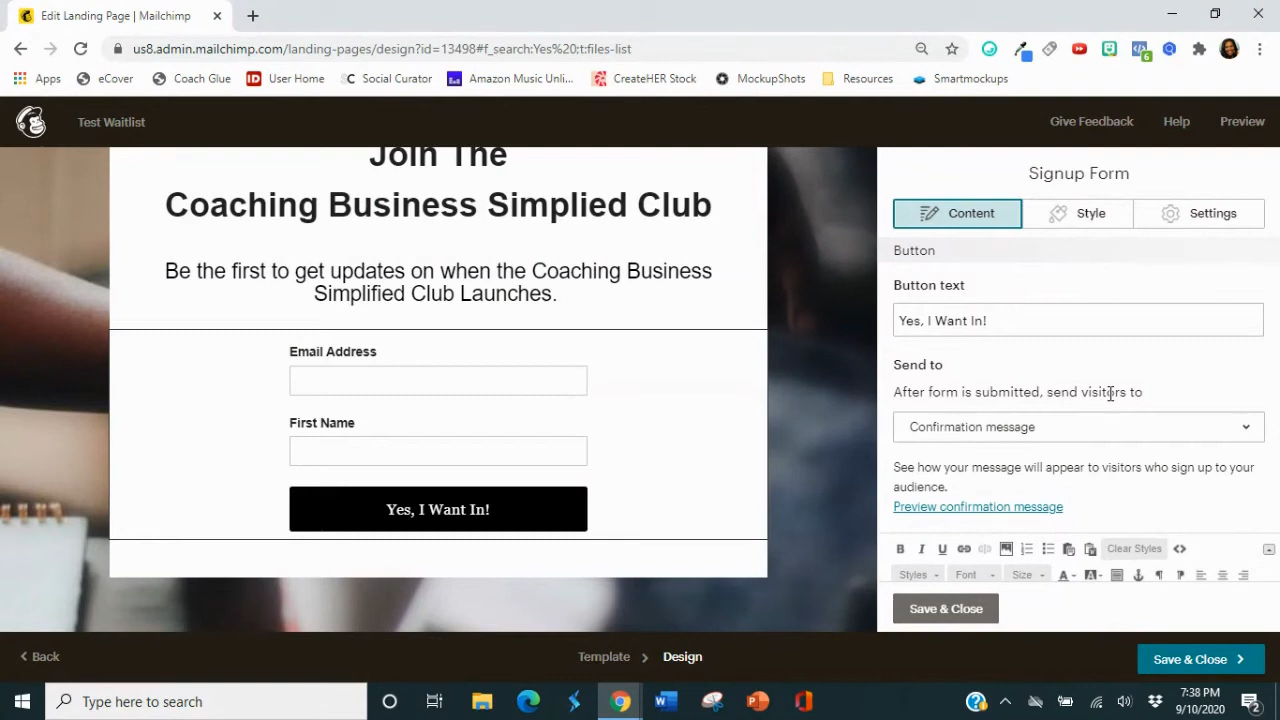 Edit Landing Page | Mailchimp
us8.admin.mailchimp.com/landing-pages/design?id=13498#f_search:Yes%20;t:files-list
6
Apps
eCover
Coach Glue
ID
User Home
Social Curator
Amazon Music Unli...
CreateHER Stock
MockupShots
Resources
Smartmockups
Test Waitlist
Give Feedback
Help
Preview
Join The
Coaching Business Simplied Club
Be the first to get updates on when the Coaching Business
Simplified Club Launches.
Email Address
First Name
Yes, I Want In!
Signup Form
Content
Style
Settings
Button
Button text
Yes, I Want In!
Send to
After form is submitted, send visitors to
Confirmation message
See how your message will appear to visitors who sign up to your
audience.
Preview confirmation message
B I U Clear Styles
Styles Font Size A A
Save & Close
Back
Template
Design
Save & Close
Type here to search
7:38 PM
9/10/2020
2